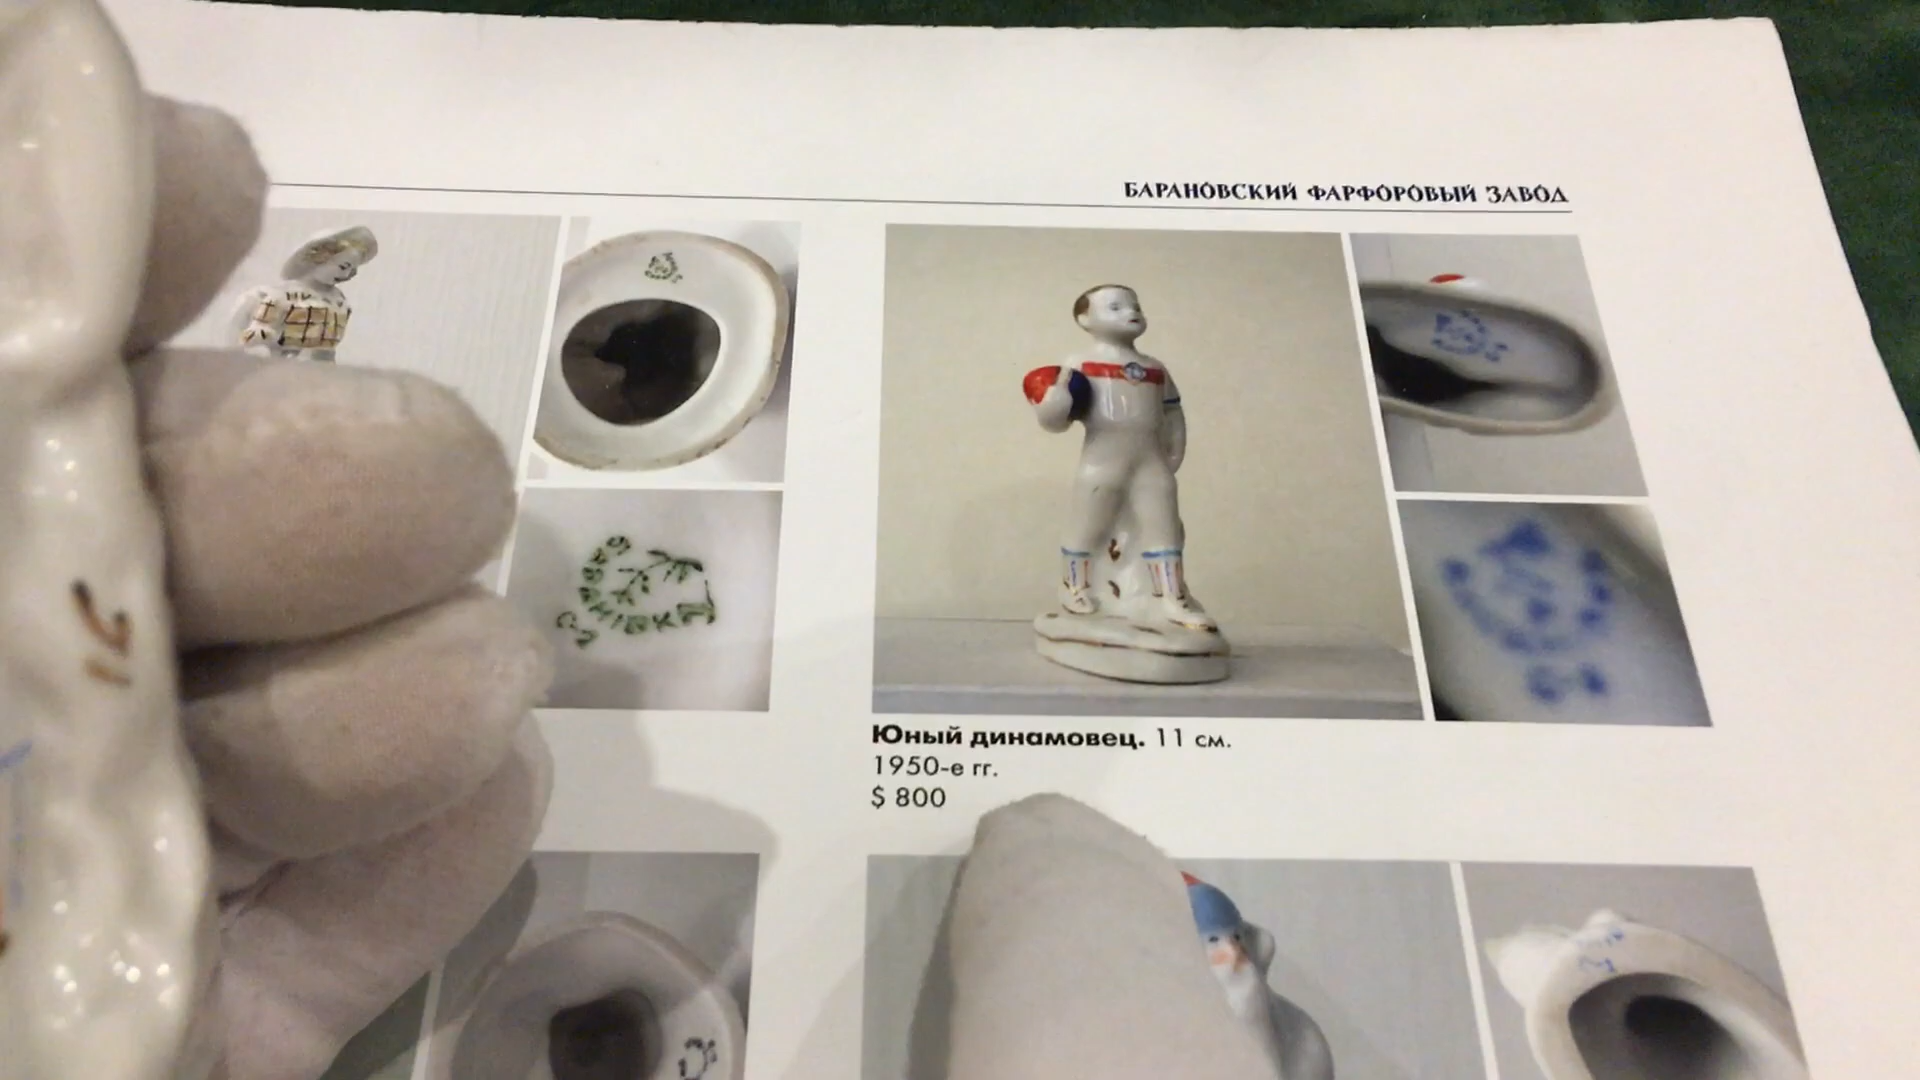 БАРАНОВСКИЙ ФАРФОРОВЫЙ ЗАВОД
Юный динамовец. 11 см.
1950-е гг.
$ 800